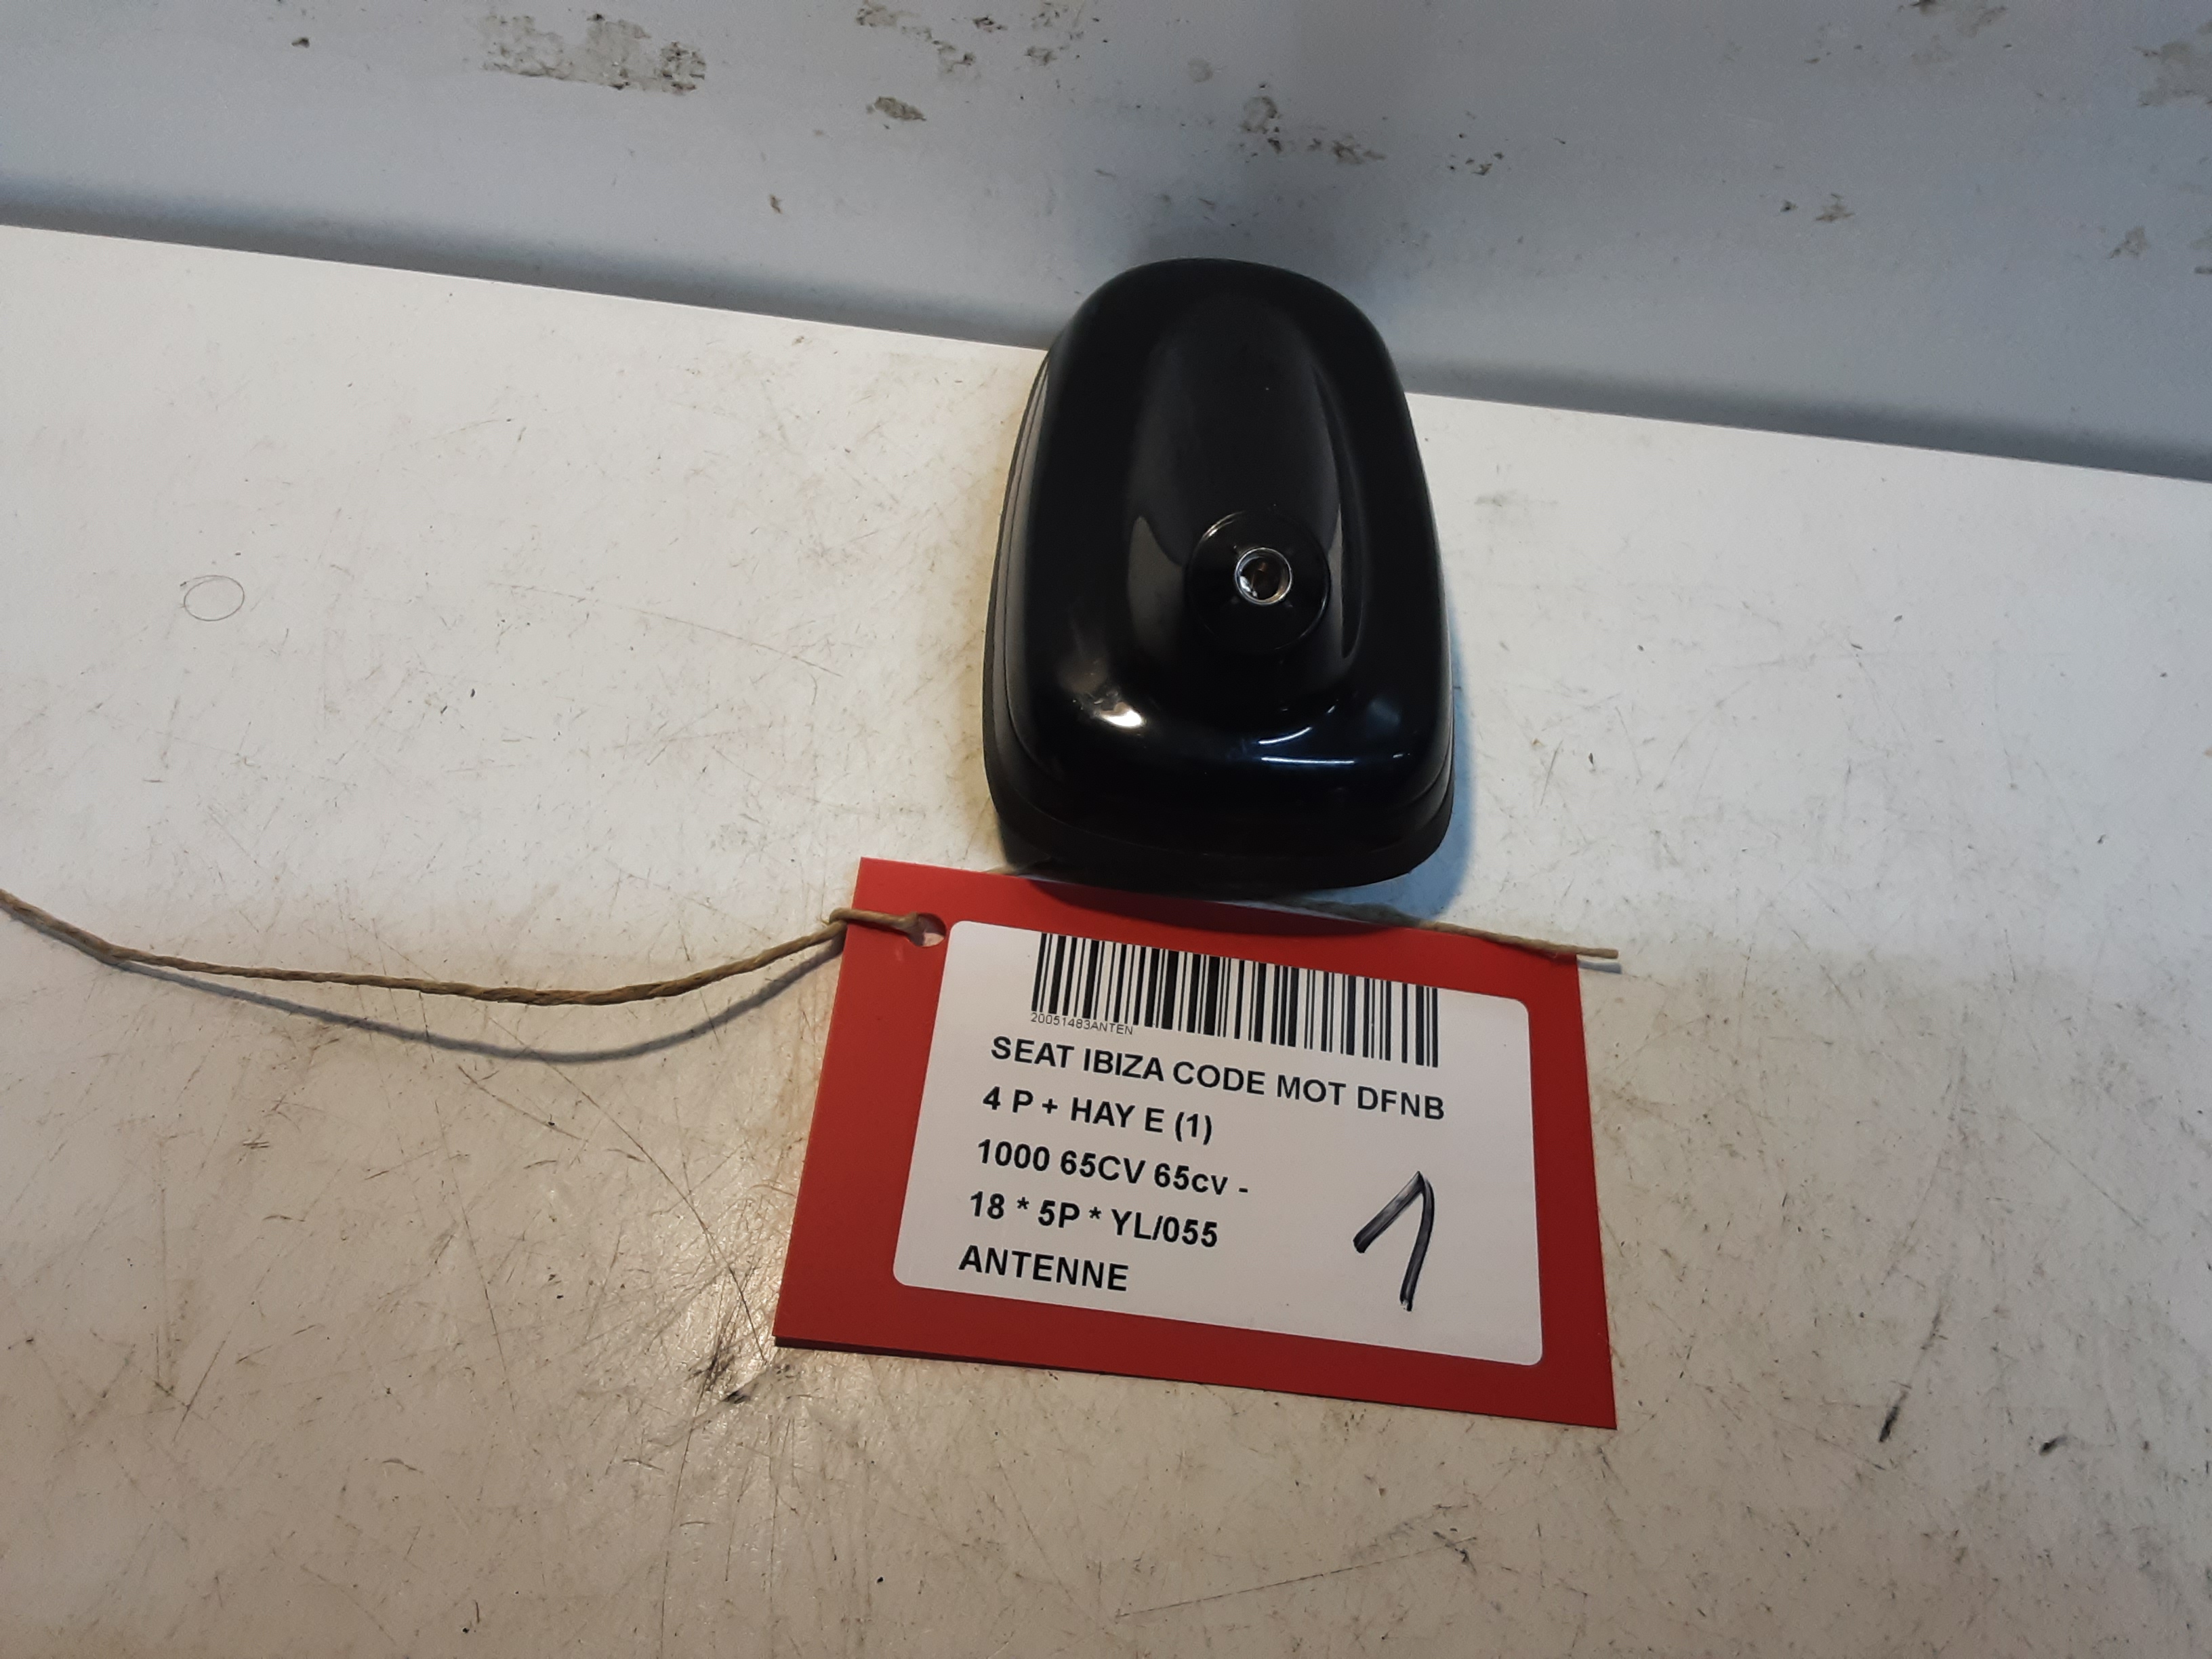 20051483ANTEN
SEAT IBIZA CODE MOT DFNB
4 P + HAY E (1)
1000 65CV 65cv -
18 * 5P * YL/055
ANTENNE
1